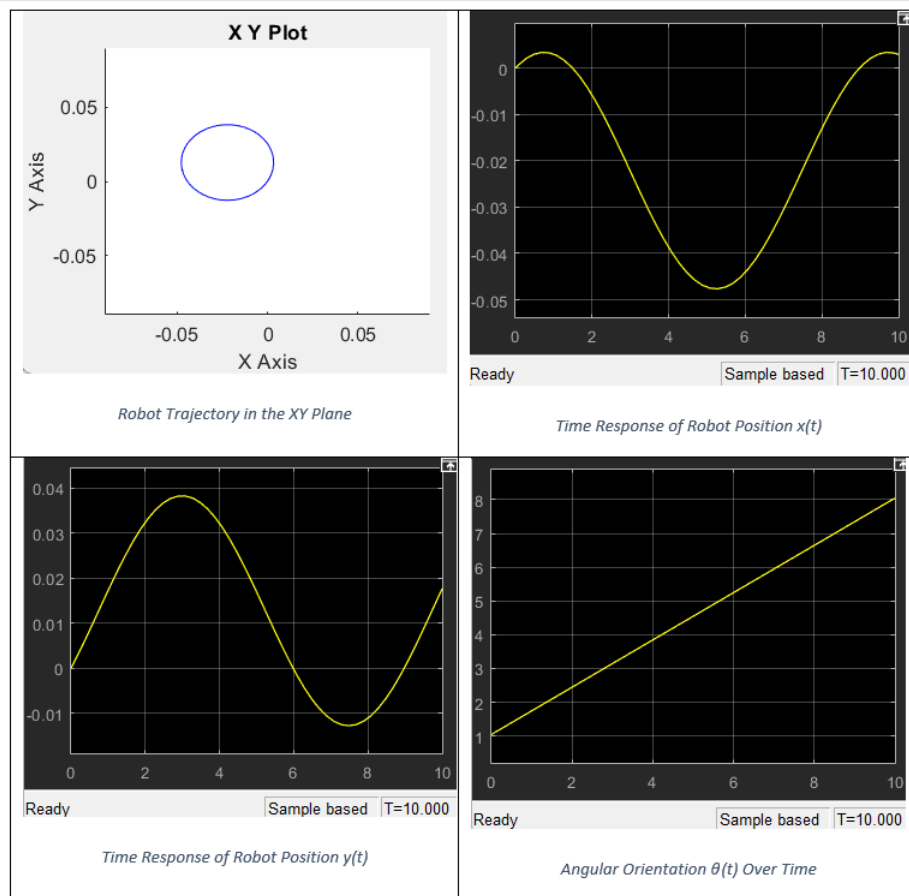 X Y Plot
0.05
0
-0.05
Y Axis
-0.05 0 0.05
X Axis
Robot Trajectory in the XY Plane
0
-0.01
-0.02
-0.03
-0.04
-0.05
0 2 4 6 8 10
Ready Sample based T=10.000
Time Response of Robot Position x(t)
0.04
0.03
0.02
0.01
0
-0.01
0 2 4 6 8 10
Ready Sample based T=10.000
Time Response of Robot Position y(t)
8
7
6
5
4
3
2
1
0 2 4 6 8 10
Ready Sample based T=10.000
Angular Orientation θ(t) Over Time